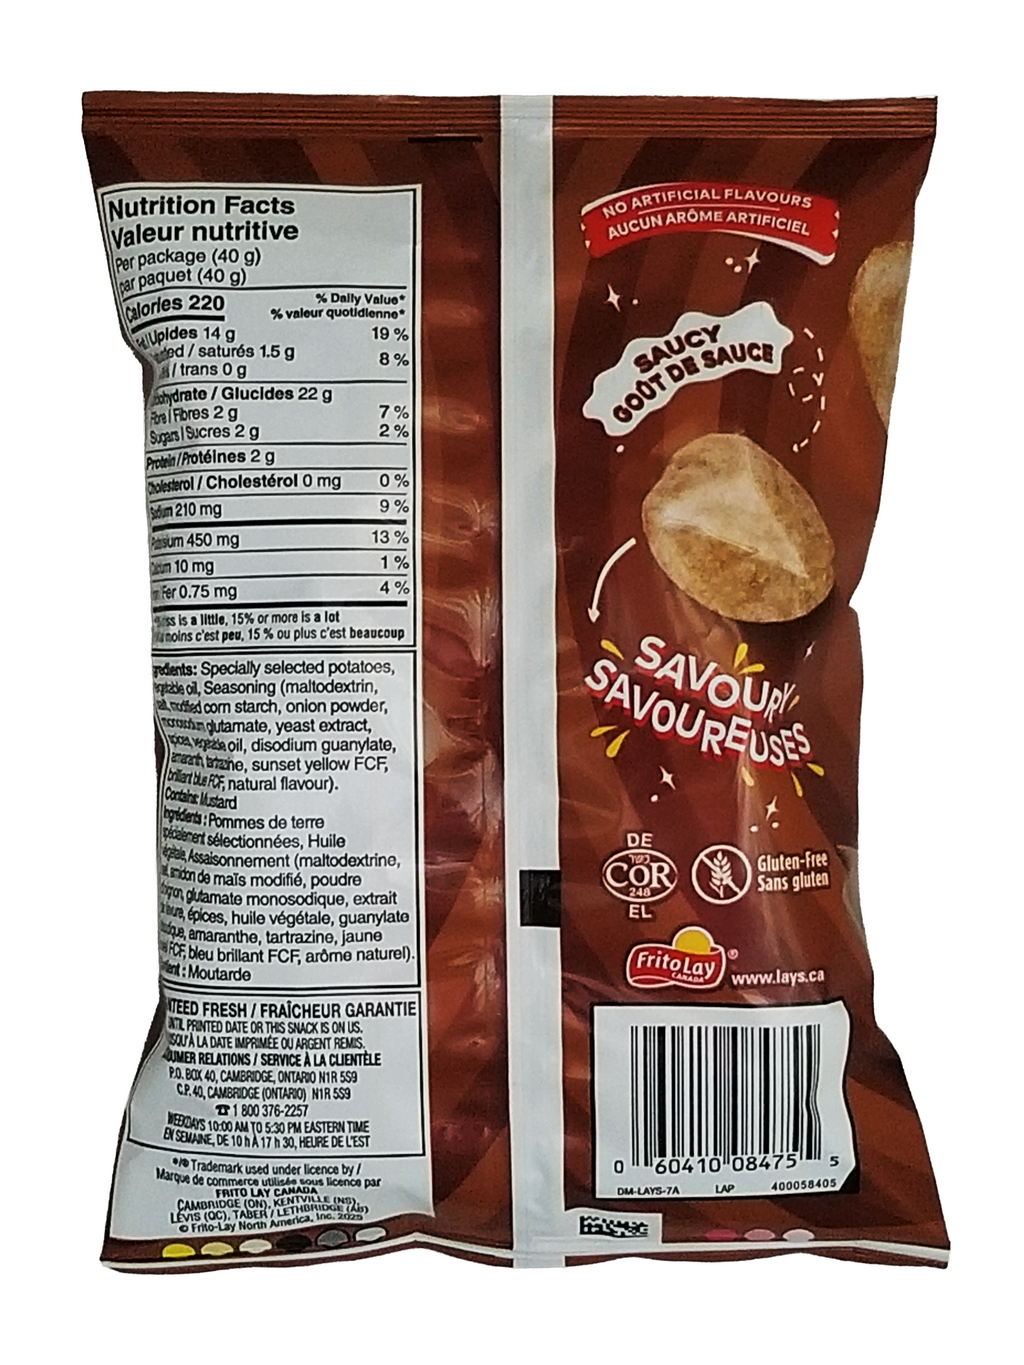 Nutrition Facts
Valeur nutritive
Per package (40 g)
par paquet (40 g)
Calories 220
% Daily Value*
% valeur quotidienne*
/ Lipides 14 g 19 %
/ saturés 1.5 g
/ trans 0 g
8 %
/ Glucides 22 g
Fibre / Fibres 2 g 7 %
Sugars / Sucres 2 g 2 %
Protein / Protéines 2 g
Cholesterol / Cholestérol 0 mg 0 %
Sodium 210 mg 9 %
450 mg 13 %
10 mg 1 %
Fer 0.75 mg 4 %
is a little, 15% or more is a lot
moins c'est peu, 15 % ou plus c'est beaucoup
Specially selected potatoes,
oil, Seasoning (maltodextrin,
modified corn starch, onion powder,
monosodium glutamate, yeast extract,
spices, vegetable oil, disodium guanylate,
amaranth, tartrazine, sunset yellow FCF,
brilliant blue FCF, natural flavour).
Contains: Mustard
Ingrédients : Pommes de terre
spécialement sélectionnées, Huile
végétale, Assaisonnement (maltodextrine,
amidon de maïs modifié, poudre
glutamate monosodique, extrait
épices, huile végétale, guanylate
amaranthe, tartrazine, jaune
FCF, bleu brillant FCF, arôme naturel).
: Moutarde
FRESH / FRAÎCHEUR GARANTIE
UNTIL PRINTED DATE OR THIS SNACK IS ON US.
LA DATE IMPRIMÉE OU ARGENT REMIS.
RELATIONS / SERVICE À LA CLIENTÈLE
P.O. BOX 40, CAMBRIDGE, ONTARIO N1R 5S9
C.P. 40, CAMBRIDGE (ONTARIO) N1R 5S9
☎ 1 800 376-2257
WEEKDAYS 10:00 AM TO 5:30 PM EASTERN TIME
EN SEMAINE, DE 10 h À 17 h 30, HEURE DE L'EST
Trademark used under licence by /
Marque de commerce utilisée sous licence par
FRITO LAY CANADA
CAMBRIDGE (ON), KENTVILLE (NS),
LÉVIS (QC), TABER / LETHBRIDGE (AB)
© Frito-Lay North America, Inc. 2025
NO ARTIFICIAL FLAVOURS
AUCUN ARÔME ARTIFICIEL
SAUCY
GOÛT DE SAUCE
SAVOURY
SAVOUREUSES
DE
כשר
COR
248
EL
Gluten-Free
Sans gluten
FritoLay ®
CANADA
www.lays.ca
0 60410 08475 5
DM-LAYS-7A LAP 400058405